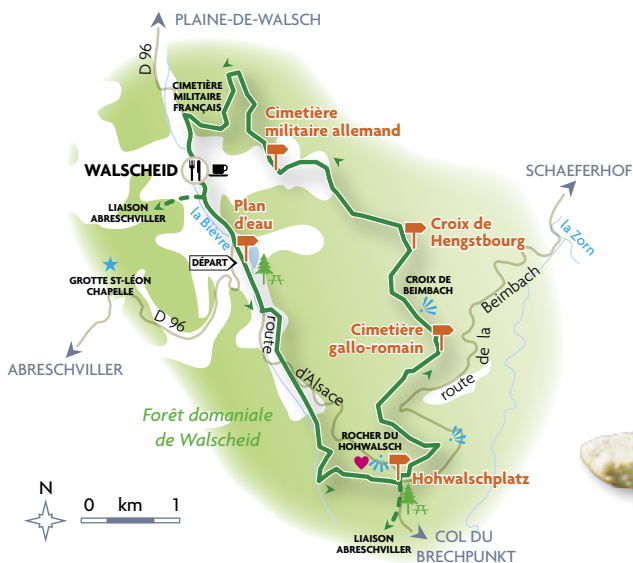 PLAINE-DE-WALSCH
D 96
CIMETIÈRE
MILITAIRE
FRANÇAIS
Cimetière
militaire allemand
WALSCHEID
SCHAEFERHOF
LIAISON
ABRESCHVILLER
la Bièvre
Plan
d'eau
Croix de
Hengstbourg
la Zorn
DÉPART
GROTTE ST-LÉON
CHAPELLE
CROIX DE
BEIMBACH
D 96
route
d'Alsace
Cimetière
gallo-romain
route de la Beimbach
ABRESCHVILLER
Forêt domaniale
de Walscheid
ROCHER DU
HOHWALSCH
Hohwalschplatz
N
0 km 1
LIAISON
ABRESCHVILLER
COL DU
BRECHPUNKT